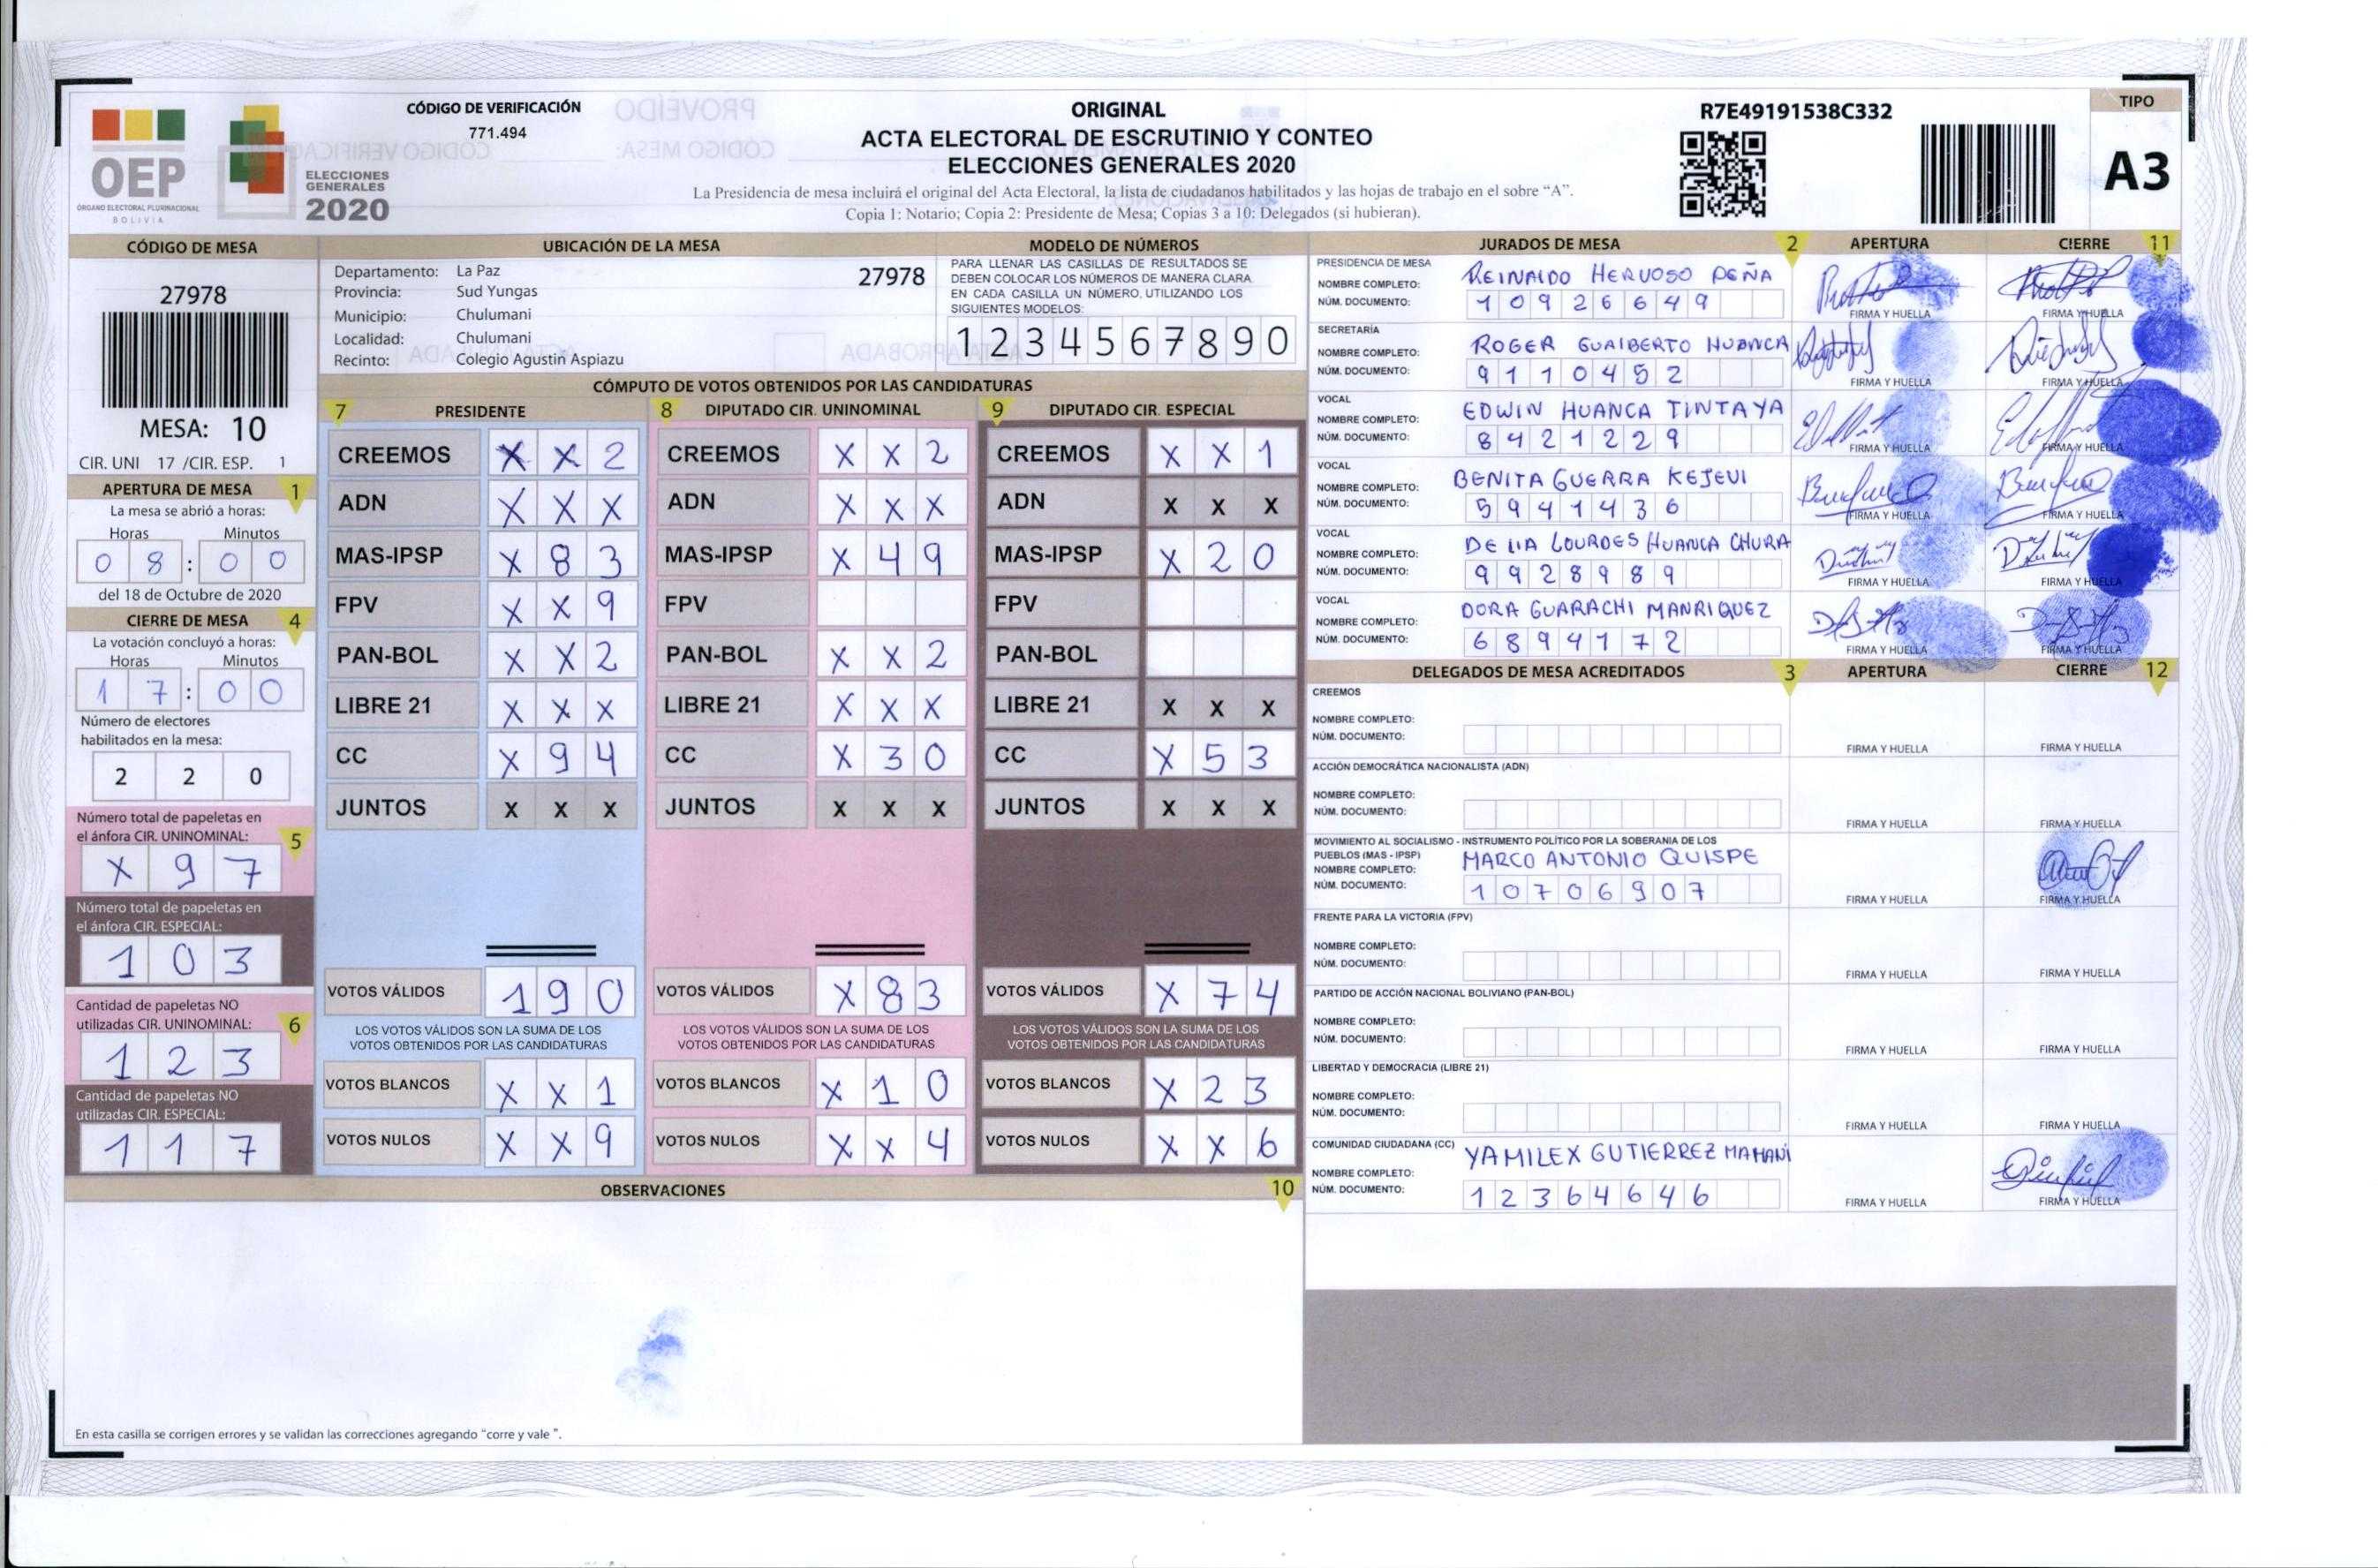 OEP
ÓRGANO ELECTORAL PLURINACIONAL
BOLIVIA
ELECCIONES
GENERALES
2020
CÓDIGO DE VERIFICACIÓN
771.494
ORIGINAL
ACTA ELECTORAL DE ESCRUTINIO Y CONTEO
ELECCIONES GENERALES 2020
La Presidencia de mesa incluirá el original del Acta Electoral, la lista de ciudadanos habilitados y las hojas de trabajo en el sobre “A”.
Copia 1: Notario; Copia 2: Presidente de Mesa; Copias 3 a 10: Delegados (si hubieran).
R7E49191538C332
TIPO
A3
CÓDIGO DE MESA
27978
MESA: 10
CIR. UNI 17 /CIR. ESP. 1
APERTURA DE MESA 1
La mesa se abrió a horas:
Horas Minutos
0 8 : 0 0
del 18 de Octubre de 2020
CIERRE DE MESA 4
La votación concluyó a horas:
Horas Minutos
1 7 : 0 0
Número de electores
habilitados en la mesa:
2 2 0
Número total de papeletas en
el ánfora CIR. UNINOMINAL: 5
X 9 7
Número total de papeletas en
el ánfora CIR. ESPECIAL:
1 0 3
Cantidad de papeletas NO
utilizadas CIR. UNINOMINAL: 6
1 2 3
Cantidad de papeletas NO
utilizadas CIR. ESPECIAL:
1 1 7
UBICACIÓN DE LA MESA
Departamento: La Paz 27978
Provincia: Sud Yungas
Municipio: Chulumani
Localidad: Chulumani
Recinto: Colegio Agustin Aspiazu
MODELO DE NÚMEROS
PARA LLENAR LAS CASILLAS DE RESULTADOS SE
DEBEN COLOCAR LOS NÚMEROS DE MANERA CLARA
EN CADA CASILLA UN NÚMERO, UTILIZANDO LOS
SIGUIENTES MODELOS:
1 2 3 4 5 6 7 8 9 0
CÓMPUTO DE VOTOS OBTENIDOS POR LAS CANDIDATURAS
7 PRESIDENTE 8 DIPUTADO CIR. UNINOMINAL 9 DIPUTADO CIR. ESPECIAL
CREEMOS X X 2 CREEMOS X X 2 CREEMOS X X 1
ADN X X X ADN X X X ADN X X X
MAS-IPSP X 8 3 MAS-IPSP X 4 9 MAS-IPSP X 2 0
FPV X X 9 FPV FPV
PAN-BOL X X 2 PAN-BOL X X 2 PAN-BOL
LIBRE 21 X X X LIBRE 21 X X X LIBRE 21 X X X
CC X 9 4 CC X 3 0 CC X 5 3
JUNTOS X X X JUNTOS X X X JUNTOS X X X
VOTOS VÁLIDOS 1 9 0 VOTOS VÁLIDOS X 8 3 VOTOS VÁLIDOS X 7 4
LOS VOTOS VÁLIDOS SON LA SUMA DE LOS LOS VOTOS VÁLIDOS SON LA SUMA DE LOS LOS VOTOS VÁLIDOS SON LA SUMA DE LOS
VOTOS OBTENIDOS POR LAS CANDIDATURAS VOTOS OBTENIDOS POR LAS CANDIDATURAS VOTOS OBTENIDOS POR LAS CANDIDATURAS
VOTOS BLANCOS X X 1 VOTOS BLANCOS X 1 0 VOTOS BLANCOS X 2 3
VOTOS NULOS X X 9 VOTOS NULOS X X 4 VOTOS NULOS X X 6
OBSERVACIONES 10
En esta casilla se corrigen errores y se validan las correcciones agregando “corre y vale ”.
JURADOS DE MESA 2 APERTURA CIERRE 11
PRESIDENCIA DE MESA
NOMBRE COMPLETO: REINALDO HERVOSO PEÑA
NÚM. DOCUMENTO: 1 0 9 2 6 6 4 9
FIRMA Y HUELLA FIRMA Y HUELLA
SECRETARÍA
NOMBRE COMPLETO: ROGER GUALBERTO HUANCA
NÚM. DOCUMENTO: 9 1 1 0 4 5 2
FIRMA Y HUELLA FIRMA Y HUELLA
VOCAL
NOMBRE COMPLETO: EDWIN HUANCA TINTAYA
NÚM. DOCUMENTO: 8 4 2 1 2 2 9
FIRMA Y HUELLA FIRMA Y HUELLA
VOCAL
NOMBRE COMPLETO: BENITA GUERRA KEJEVI
NÚM. DOCUMENTO: 5 9 4 1 4 3 6
FIRMA Y HUELLA FIRMA Y HUELLA
VOCAL
NOMBRE COMPLETO: DELIA LOURDES HUANCA CHURA
NÚM. DOCUMENTO: 9 9 2 8 9 8 9
FIRMA Y HUELLA FIRMA Y HUELLA
VOCAL
NOMBRE COMPLETO: DORA GUARACHI MANRIQUEZ
NÚM. DOCUMENTO: 6 8 9 4 1 7 2
FIRMA Y HUELLA FIRMA Y HUELLA
DELEGADOS DE MESA ACREDITADOS 3 APERTURA CIERRE 12
CREEMOS
NOMBRE COMPLETO:
NÚM. DOCUMENTO:
FIRMA Y HUELLA FIRMA Y HUELLA
ACCIÓN DEMOCRÁTICA NACIONALISTA (ADN)
NOMBRE COMPLETO:
NÚM. DOCUMENTO:
FIRMA Y HUELLA FIRMA Y HUELLA
MOVIMIENTO AL SOCIALISMO - INSTRUMENTO POLÍTICO POR LA SOBERANIA DE LOS
PUEBLOS (MAS - IPSP)
NOMBRE COMPLETO: MARCO ANTONIO QUISPE
NÚM. DOCUMENTO: 1 0 7 0 6 9 0 7
FIRMA Y HUELLA FIRMA Y HUELLA
FRENTE PARA LA VICTORIA (FPV)
NOMBRE COMPLETO:
NÚM. DOCUMENTO:
FIRMA Y HUELLA FIRMA Y HUELLA
PARTIDO DE ACCIÓN NACIONAL BOLIVIANO (PAN-BOL)
NOMBRE COMPLETO:
NÚM. DOCUMENTO:
FIRMA Y HUELLA FIRMA Y HUELLA
LIBERTAD Y DEMOCRACIA (LIBRE 21)
NOMBRE COMPLETO:
NÚM. DOCUMENTO:
FIRMA Y HUELLA FIRMA Y HUELLA
COMUNIDAD CIUDADANA (CC)
NOMBRE COMPLETO: YAMILEX GUTIERREZ MAMANI
NÚM. DOCUMENTO: 1 2 3 6 4 6 4 6
FIRMA Y HUELLA FIRMA Y HUELLA